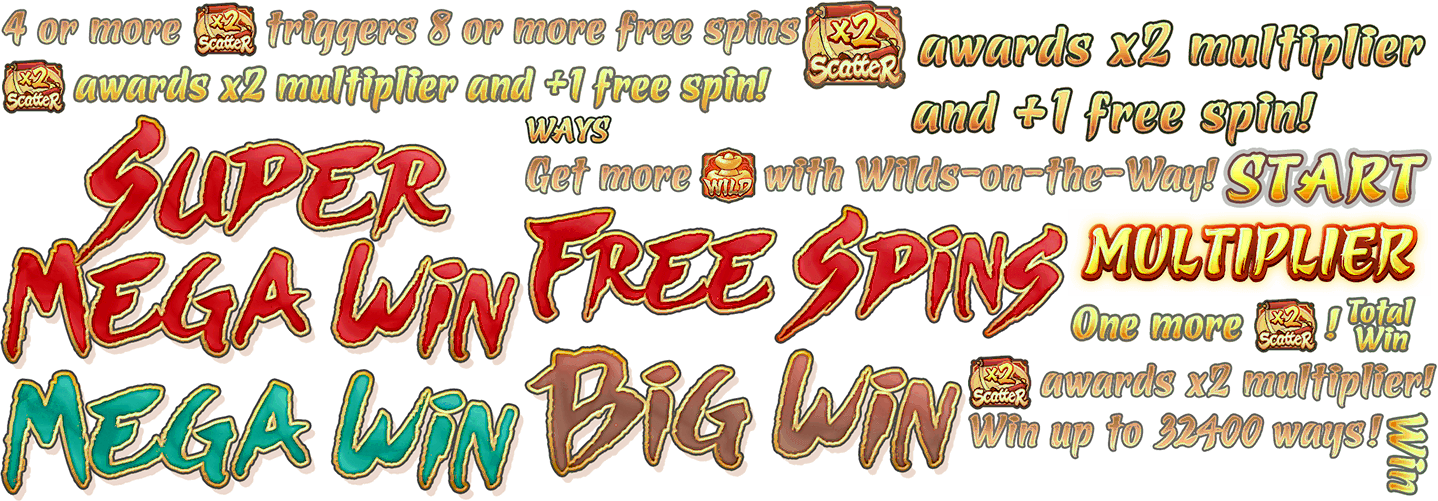 4 or more x2 Scatter triggers 8 or more free spins
x2 Scatter awards x2 multiplier and +1 free spin!
x2 Scatter awards x2 multiplier
and +1 free spin!
WAYS
Get more WILD with Wilds-on-the-Way!
START
SUPER
MEGA WIN
FREE SPINS
MULTIPLIER
One more x2 Scatter !
Total
Win
MEGA WIN
BIG WIN
x2 Scatter awards x2 multiplier!
Win up to 32400 ways!
Win